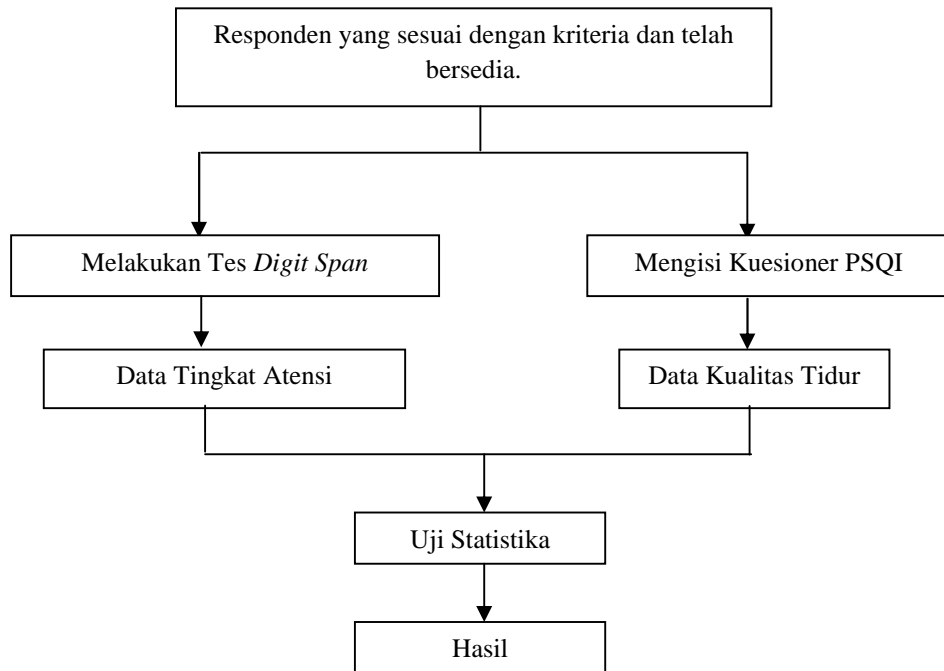 Responden yang sesuai dengan kriteria dan telah
bersedia.
Melakukan Tes Digit Span
Mengisi Kuesioner PSQI
Data Tingkat Atensi
Data Kualitas Tidur
Uji Statistika
Hasil